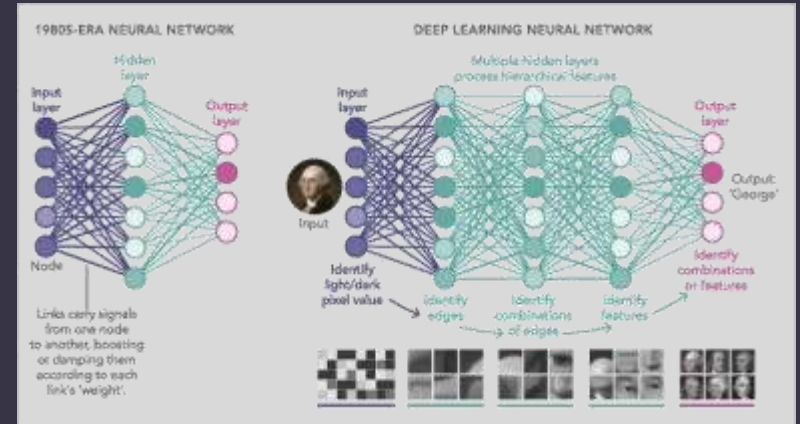 1980S-ERA NEURAL NETWORK
Hidden
layer
Input
layer
Output
layer
Node
Links carry signals
from one node
to another, boosting
or damping them
according to each
link's 'weight'.
DEEP LEARNING NEURAL NETWORK
Multiple hidden layers
process hierarchical features
Input
layer
Output
layer
Input
Output:
'George'
Identify
light/dark
pixel value
Identify
edges
Identify
combinations
of edges
Identify
features
Identify
combinations
or features